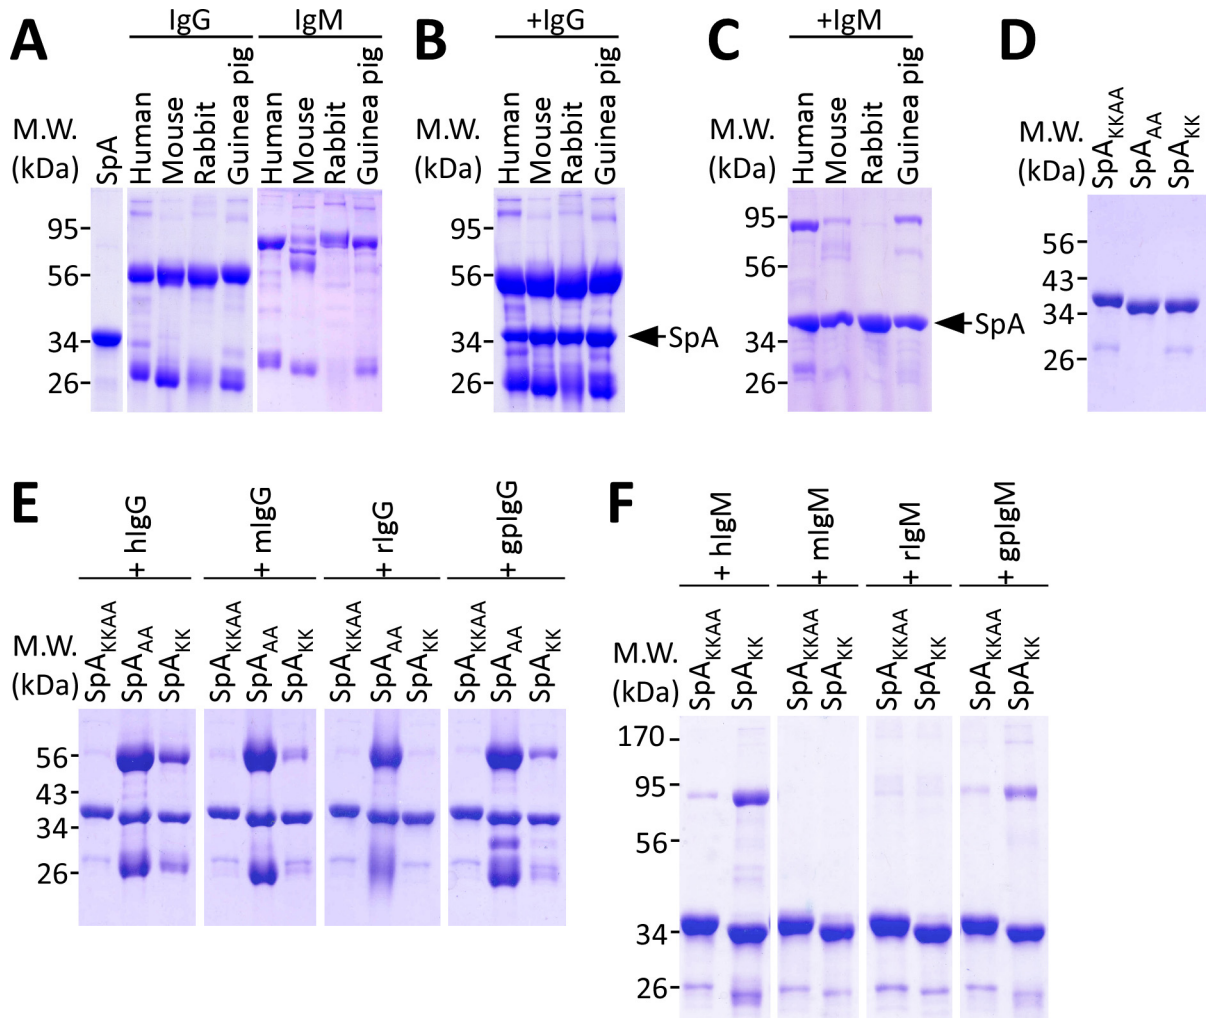 A
IgG IgM
M.W.
(kDa)
SpA
Human
Mouse
Rabbit
Guinea pig
Human
Mouse
Rabbit
Guinea pig
95
56
34
26
B
+IgG
M.W.
(kDa)
Human
Mouse
Rabbit
Guinea pig
95
56
34
26
SpA
C
+IgM
M.W.
(kDa)
Human
Mouse
Rabbit
Guinea pig
95
56
34
26
SpA
D
M.W.
(kDa)
SpAKKAA
SpAAA
SpAKK
56
43
34
26
E
+ hIgG
+ mIgG
+ rIgG
+ gpIgG
M.W.
(kDa)
SpAKKAA
SpAAA
SpAKK
SpAKKAA
SpAAA
SpAKK
SpAKKAA
SpAAA
SpAKK
SpAKKAA
SpAAA
SpAKK
56
43
34
26
F
+ hIgM
+ mIgM
+ rIgM
+ gpIgM
M.W.
(kDa)
SpAKKAA
SpAKK
SpAKKAA
SpAKK
SpAKKAA
SpAKK
SpAKKAA
SpAKK
170
95
56
34
26